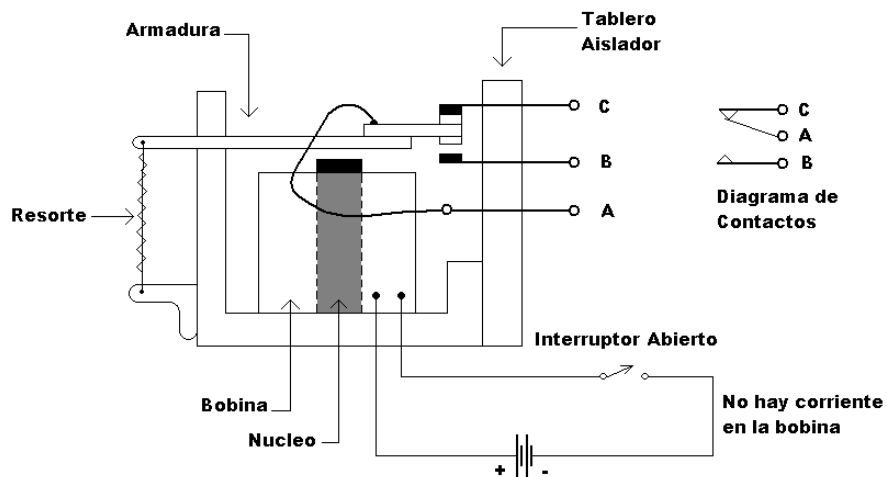 Tablero
Aislador
Armadura
C
B
A
C
A
B
Diagrama de
Contactos
Resorte
Interruptor Abierto
Bobina
Nucleo
No hay corriente
en la bobina
+ -